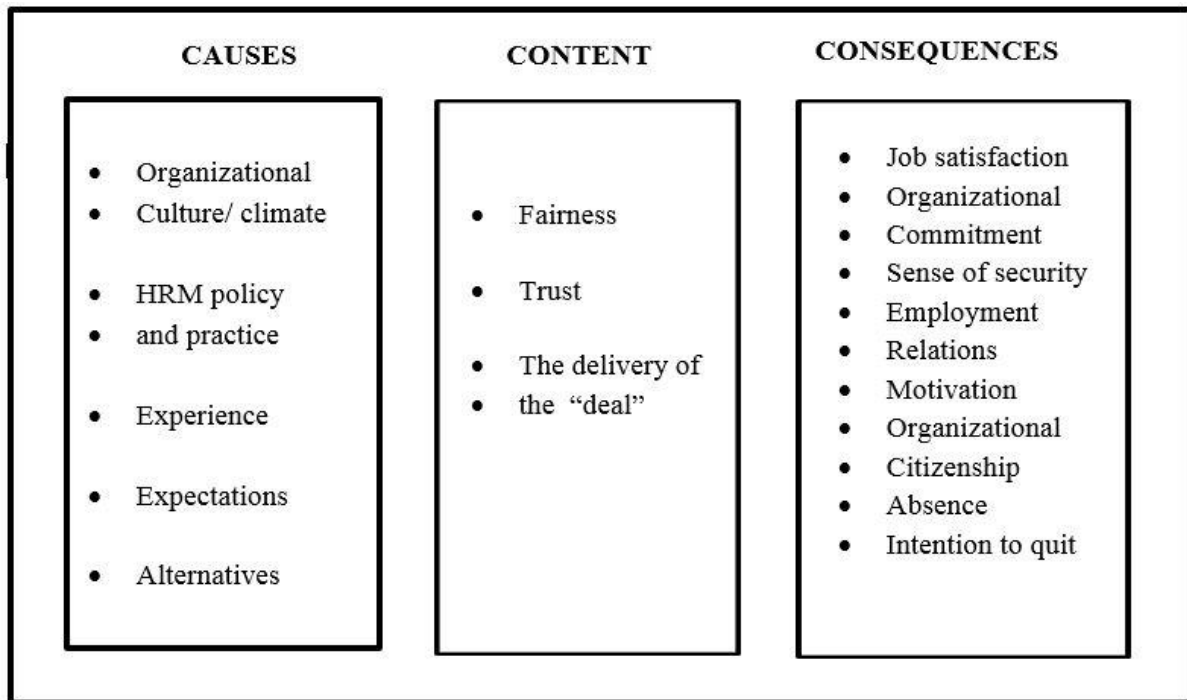 CAUSES
• Organizational
• Culture/ climate
• HRM policy
• and practice
• Experience
• Expectations
• Alternatives
CONTENT
• Fairness
• Trust
• The delivery of
• the “deal”
CONSEQUENCES
• Job satisfaction
• Organizational
• Commitment
• Sense of security
• Employment
• Relations
• Motivation
• Organizational
• Citizenship
• Absence
• Intention to quit